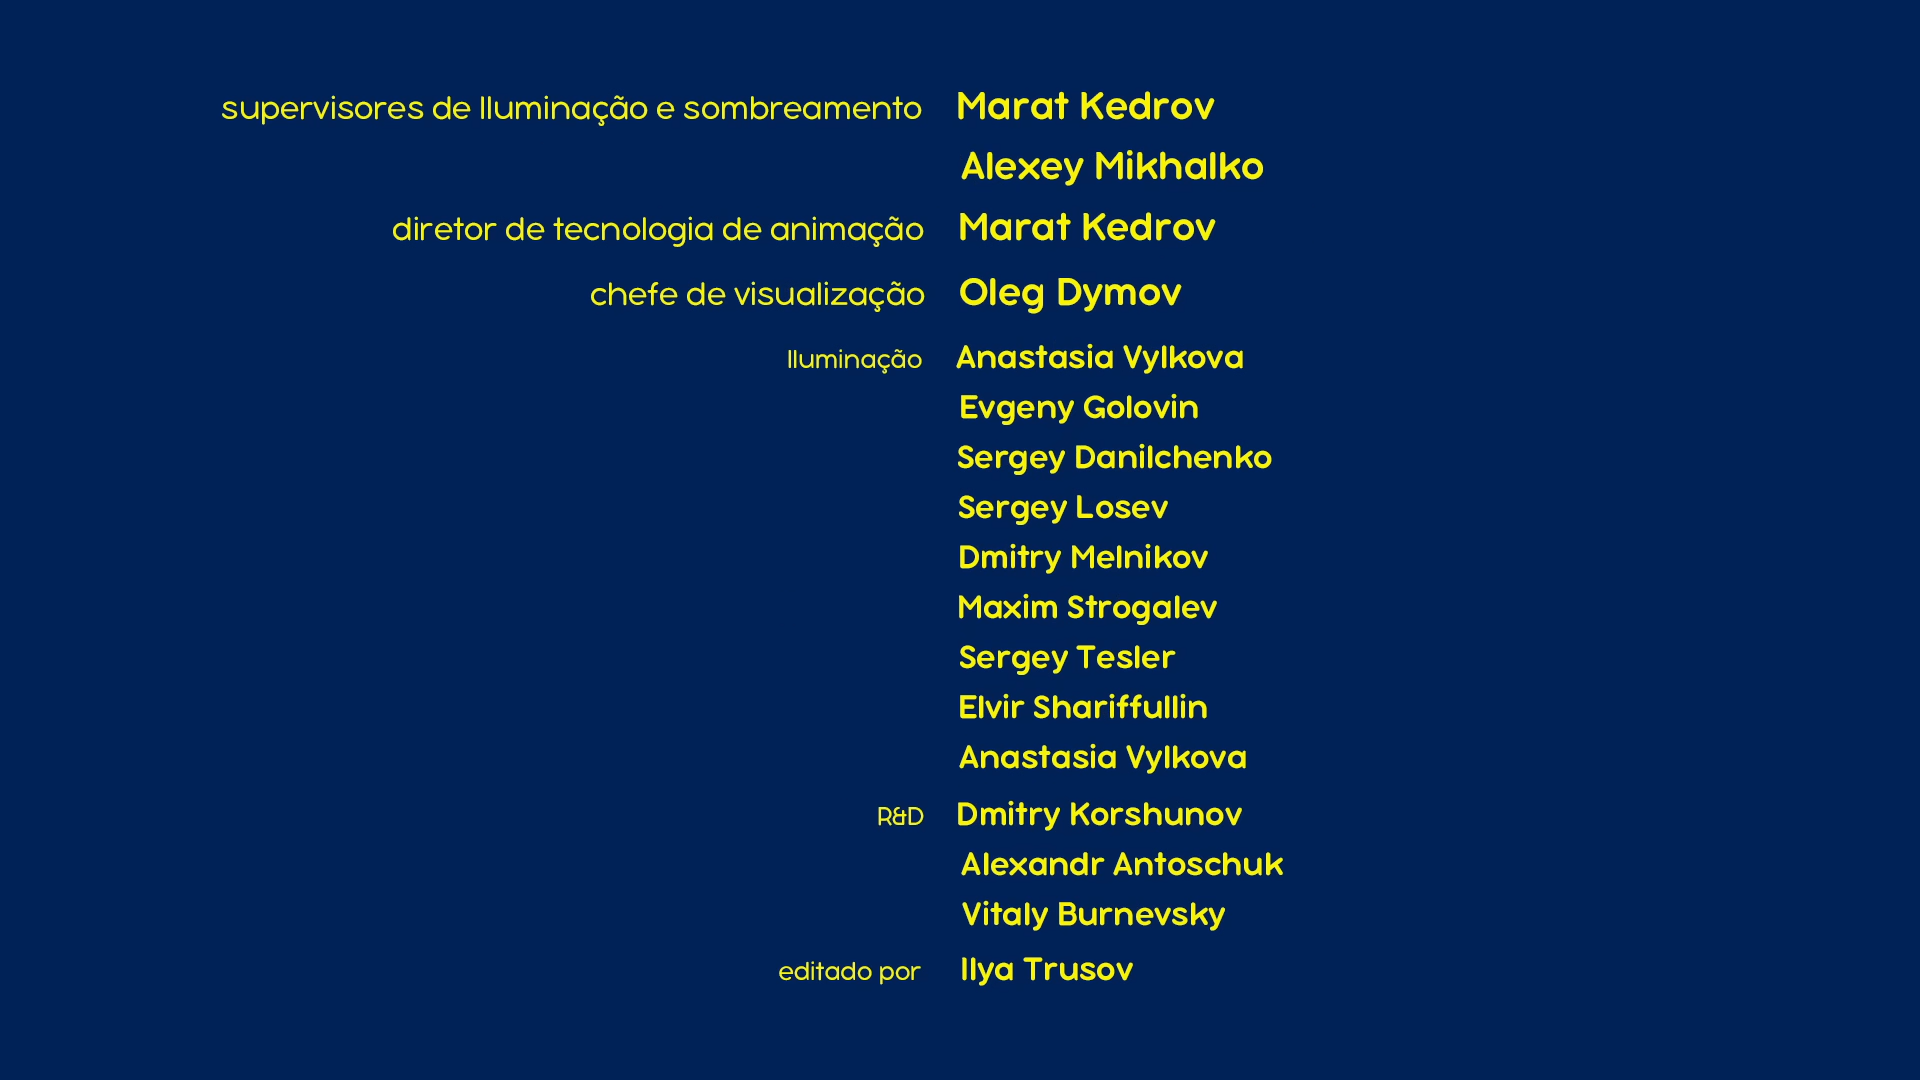 supervisores de Iluminação e sombreamento Marat Kedrov
Alexey Mikhalko
diretor de tecnologia de animação Marat Kedrov
chefe de visualização Oleg Dymov
Iluminação Anastasia Vylkova
Evgeny Golovin
Sergey Danilchenko
Sergey Losev
Dmitry Melnikov
Maxim Strogalev
Sergey Tesler
Elvir Shariffullin
Anastasia Vylkova
R&D Dmitry Korshunov
Alexandr Antoschuk
Vitaly Burnevsky
editado por Ilya Trusov